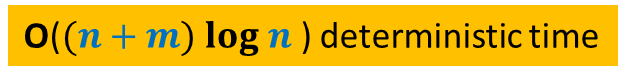 O((n + m) log n ) deterministic time